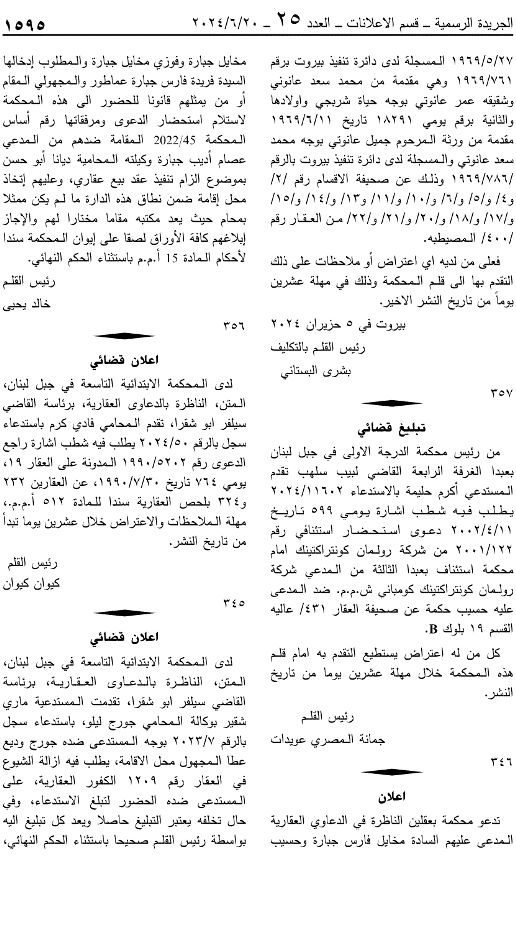 الجريدة الرسمية ــ قسم الاعلانات ــ العدد ٢٥ ــ ٢٠٢٤/٦/٢٠
١٥٩٥
١٩٦٩/٥/٢٧ المسجلة لدى دائرة تنفيذ بيروت برقم
١٩٦٩/٧٦١ وهي مقدمة من محمد سعد عانوتي
وشقيقه عمر عانوتي بوجه حياة شربجي واولادها
والثانية برقم يومي ١٨٢٩١ تاريخ ١٩٦٩/٦/١١
مقدمة من ورثة المرحوم جميل عانوتي بوجه محمد
سعد عانوتي والمسجلة لدى دائرة تنفيذ بيروت بالرقم
/١٩٦٩/٧٨٦ وذلك عن صحيفة الاقسام رقم /٢/
و٤/ و٥/ و٦/ و/١٠/ و/١١/ و/١٣/ و/١٤/ و/١٥/
و/١٧/ و/١٨/ و/٢٠/ و/٢١/ و/٢٢/ من العقار رقم
/٤٠٠/ المصيطبه.
فعلى من لديه اي اعتراض أو ملاحظات على ذلك
التقدم بها الى قلم المحكمة وذلك في مهلة عشرين
يوماً من تاريخ النشر الاخير.
بيروت في ٥ حزيران ٢٠٢٤
رئيس القلم بالتكليف
بشرى البستاني
٣٥٧
تبليغ قضائي
من رئيس محكمة الدرجة الاولى في جبل لبنان
بعبدا الغرفة الرابعة القاضي لبيب سلهب تقدم
المستدعي أكرم حليمة بالاستدعاء ٢٠٢٤/١١٦٠٢
يطلب فيه شطب اشارة يومي ٥٩٩ تاريخ
٢٠٠٢/٤/١١ دعوى استحضار استئنافي رقم
٢٠٠١/١٢٢ من شركة رولمان كونتراكتينك امام
محكمة استئناف بعبدا الثالثة من المدعي شركة
رولمان كونتراكتينك كومباني ش.م.م. ضد المدعى
عليه حسيب حكمة عن صحيفة العقار ٤٣١/ عاليه
القسم ١٩ بلوك B.
كل من له اعتراض يستطيع التقدم به امام قلم
هذه المحكمة خلال مهلة عشرين يوما من تاريخ
النشر.
رئيس القلم
جمانة المصري عويدات
٣٤٦
اعلان
تدعو محكمة بعقلين الناظرة في الدعاوي العقارية
المدعى عليهم السادة مخايل فارس جبارة وحسيب
مخايل جبارة وفوزي مخايل جبارة والمطلوب إدخالها
السيدة فريدة فارس جبارة عماطور والمجهولي المقام
أو من يمثلهم قانونا للحضور الى هذه المحكمة
لاستلام استحضار الدعوى ومرفقاتها رقم أساس
المحكمة 2022/45 المقامة ضدهم من المدعي
عصام أديب جبارة وكيلته المحامية ديانا أبو حسن
بموضوع الزام تنفيذ عقد بيع عقاري، وعليهم إتخاذ
محل إقامة ضمن نطاق هذه الدارة ما لم يكن ممثلا
بمحام حيث يعد مكتبه مقاما مختارا لهم والإجاز
إبلاغهم كافة الأوراق لصقا على إيوان المحكمة سندا
لأحكام المادة 15 أ.م.م باستثناء الحكم النهائي.
رئيس القلم
خالد يحيى
٣٥٦
اعلان قضائي
لدى المحكمة الابتدائية التاسعة في جبل لبنان،
المتن، الناظرة بالدعاوى العقارية، برئاسة القاضي
سيلفر ابو شقرا، تقدم المحامي فادي كرم باستدعاء
سجل بالرقم ٢٠٢٤/٥٠ يطلب فيه شطب اشارة راجع
الدعوى رقم ١٩٩٠/٥٢٠٢ المدونة على العقار ١٩،
يومي ٧٦٤ تاريخ ١٩٩٠/٧/٣٠، عن العقارين ٢٣٢
و٣٢٤ بلحص العقارية سندا للمادة ٥١٢ أ.م.م.،
مهلة الملاحظات والاعتراض خلال عشرين يوما تبدأ
من تاريخ النشر.
رئيس القلم
كيوان كيوان
٣٤٥
اعلان قضائي
لدى المحكمة الابتدائية التاسعة في جبل لبنان،
المتن، الناظرة بالدعاوى العقارية، برئاسة
القاضي سيلفر ابو شقرا، تقدمت المستدعية ماري
شقير بوكالة المحامي جورج ليلو، باستدعاء سجل
بالرقم ٢٠٢٣/٧ بوجه المستدعى ضده جورج وديع
عطا المجهول محل الاقامة، يطلب فيه ازالة الشيوع
في العقار رقم ١٢٠٩ الكفور العقارية، على
المستدعى ضده الحضور لتبلغ الاستدعاء، وفي
حال تخلفه يعتبر التبليغ حاصلا ويعد كل تبليغ اليه
بواسطة رئيس القلم صحيحا باستثناء الحكم النهائي،